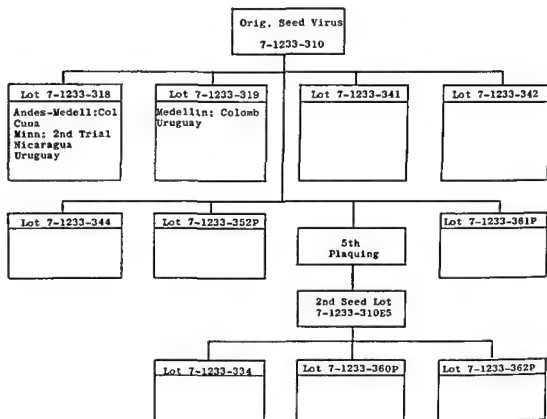 Orig. Seed Virus
7-1233-310
Lot 7-1233-318
Andes-Medell:Col
Cuba
Minn: 2nd Trial
Nicaragua
Uruguay
Lot 7-1233-319
Medellin: Colomb
Uruguay
Lot 7-1233-341
Lot 7-1233-342
Lot 7-1233-344
Lot 7-1233-352P
5th
Plaquing
Lot 7-1233-361P
2nd Seed Lot
7-1233-310E5
Lot 7-1233-334
Lot 7-1233-360P
Lot 7-1233-362P